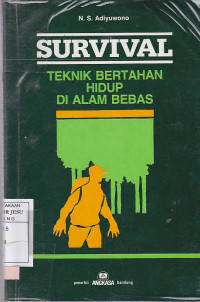 N. S. Adiyuwono
SURVIVAL
TEKNIK BERTAHAN
HIDUP
DI ALAM BEBAS
penerbit ANGKASA bandung